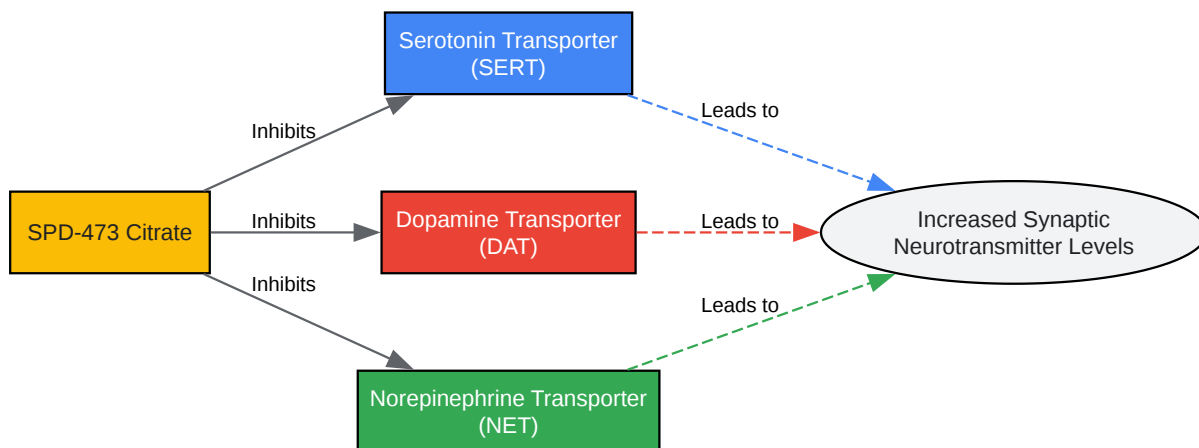 Serotonin Transporter
(SERT)
Leads to
Inhibits
SPD-473 Citrate
Inhibits
Dopamine Transporter
(DAT)
Leads to
Increased Synaptic
Neurotransmitter Levels
Inhibits
Leads to
Norepinephrine Transporter
(NET)